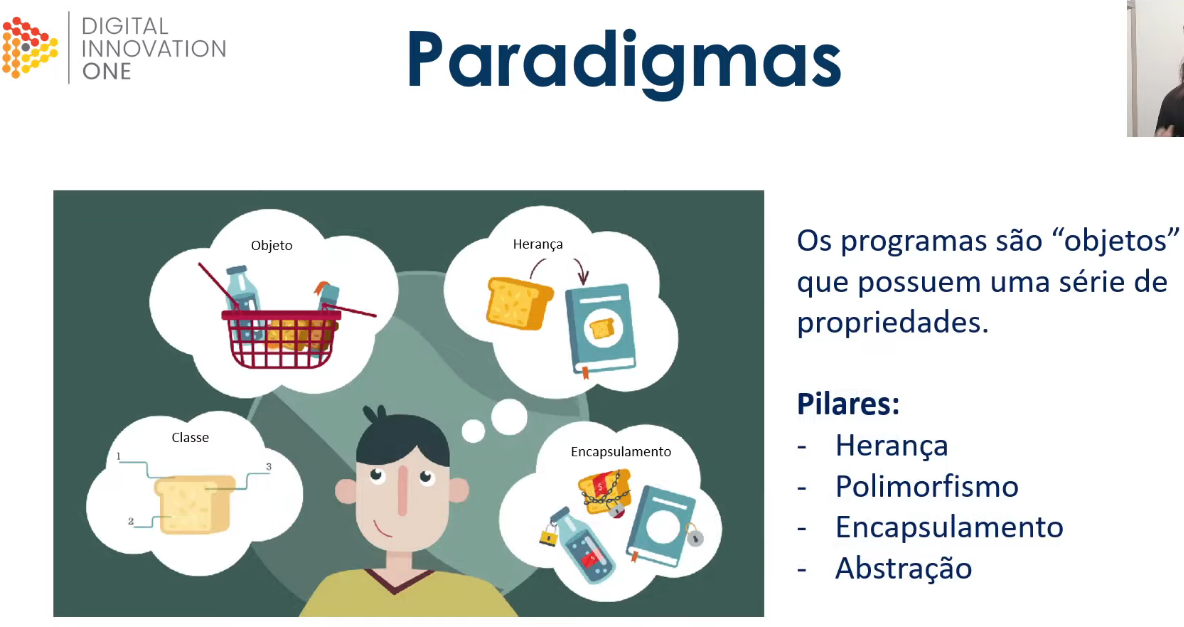 DIGITAL
INNOVATION
ONE
Paradigmas
Objeto
Herança
Classe
1
2
3
Encapsulamento
Os programas são “objetos”
que possuem uma série de
propriedades.
Pilares:
- Herança
- Polimorfismo
- Encapsulamento
- Abstração